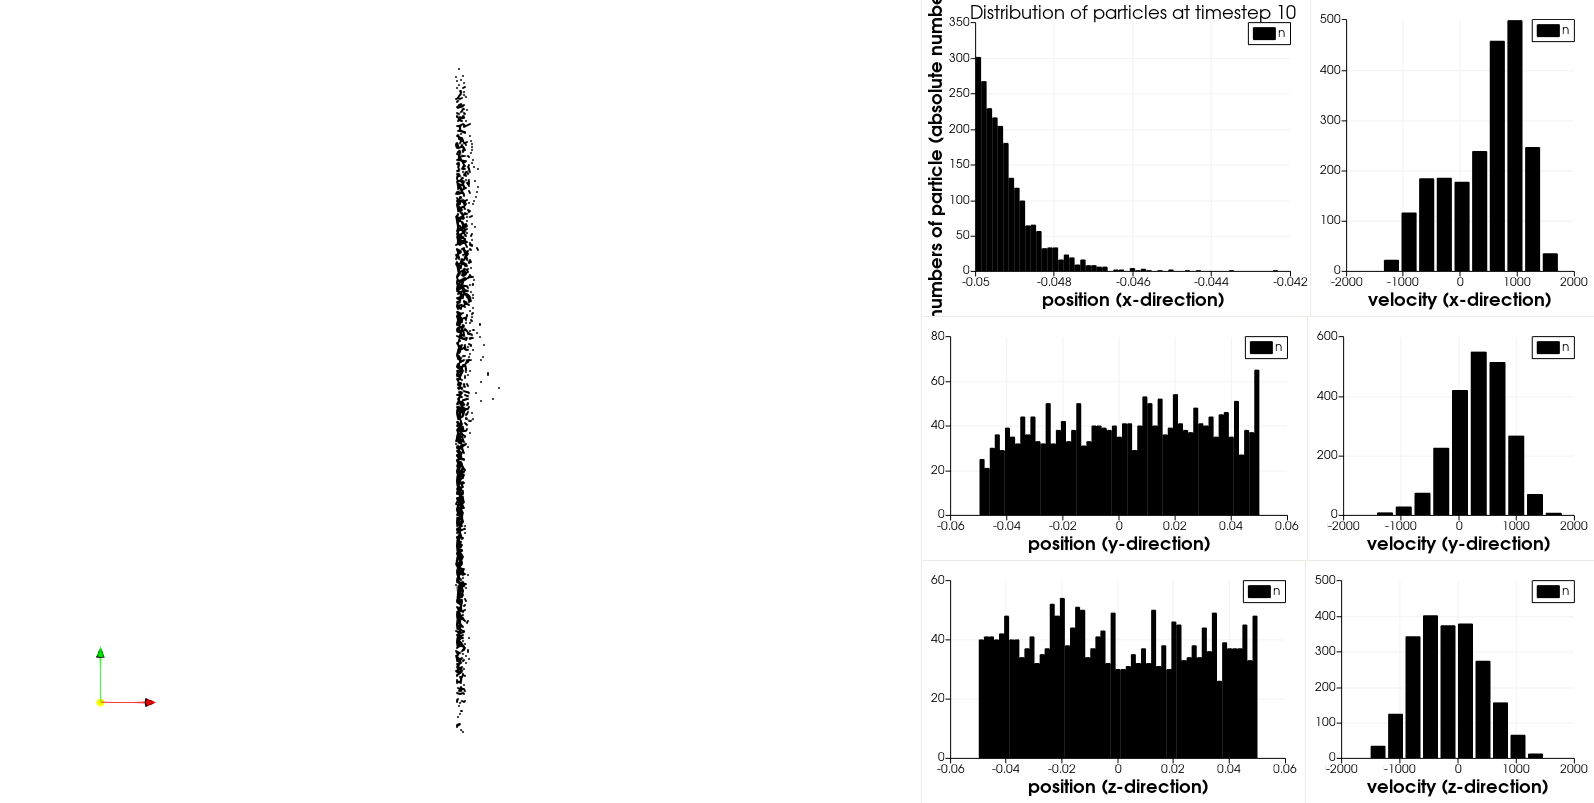 Distribution of particles at timestep 10
numbers of particle (absolute numbe
350
300
250
200
150
100
50
0
-0.05 -0.048 -0.046 -0.044 -0.042
position (x-direction)
n
500
400
300
200
100
0
-2000 -1000 0 1000 2000
velocity (x-direction)
n
80
60
40
20
0
-0.06 -0.04 -0.02 0 0.02 0.04 0.06
position (y-direction)
n
600
400
200
0
-2000 -1000 0 1000 2000
velocity (y-direction)
n
60
40
20
0
-0.06 -0.04 -0.02 0 0.02 0.04 0.06
position (z-direction)
n
500
400
300
200
100
0
-2000 -1000 0 1000 2000
velocity (z-direction)
n